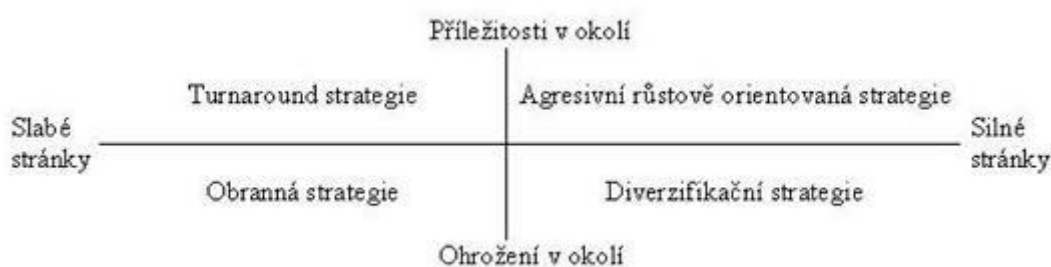 Příležitosti v okolí
Turnaround strategie
Agresivní růstově orientovaná strategie
Slabé
stránky
Silné
stránky
Obranná strategie
Diverzifikační strategie
Ohrožení v okolí